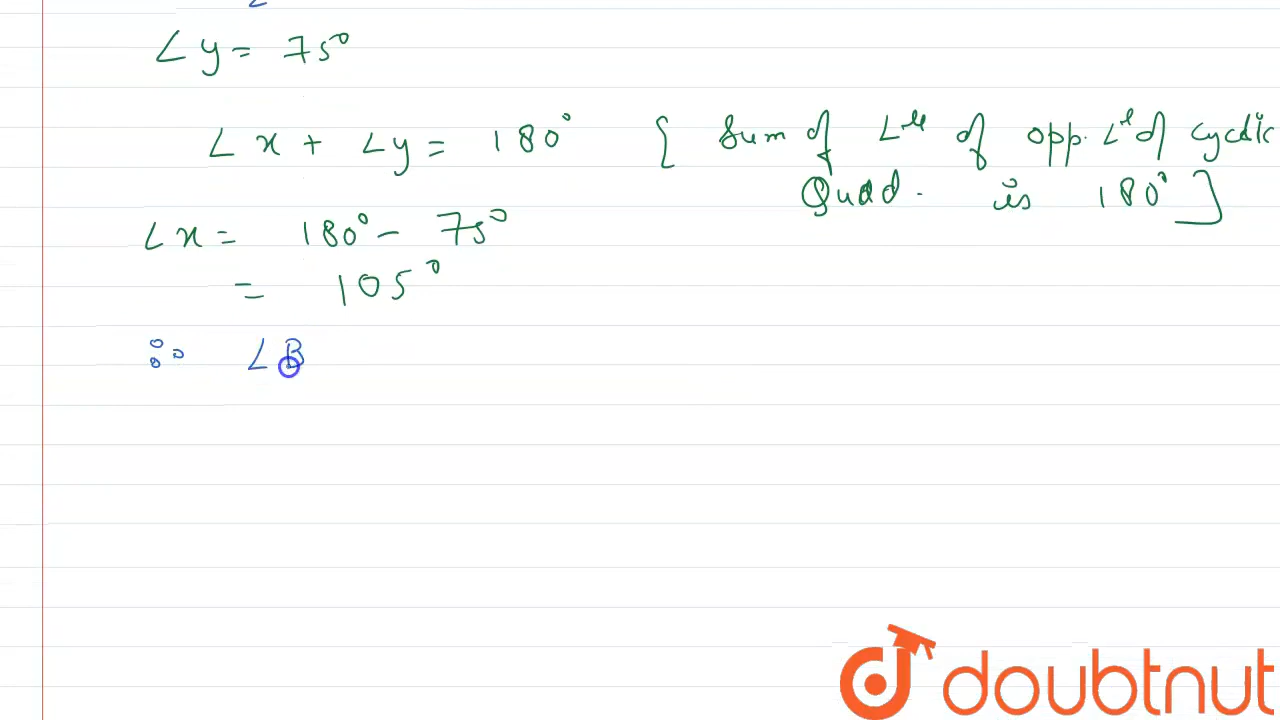 ∠y = 75°
∠x + ∠y = 180° { Sum of of opp. ∠s of cyclic
Quad. is 180° ]
∠x = 180° - 75°
= 105°
∴ ∠B
doubtnut